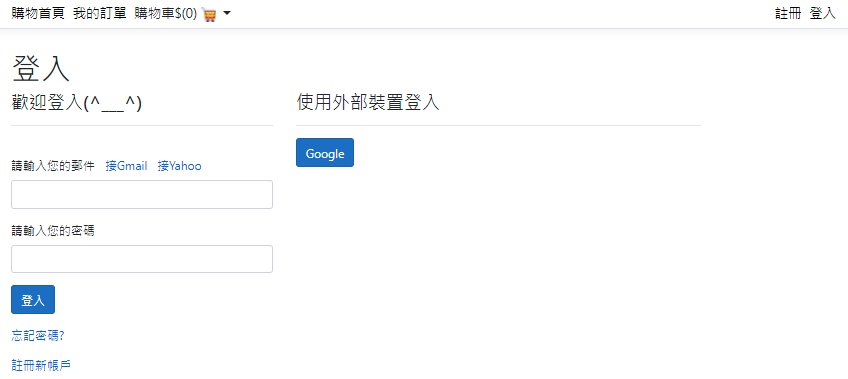 購物首頁 我的訂單 購物車$(0) 註冊 登入
登入
歡迎登入(^___^)
使用外部裝置登入
Google
請輸入您的郵件 接Gmail 接Yahoo
請輸入您的密碼
登入
忘記密碼?
註冊新帳戶